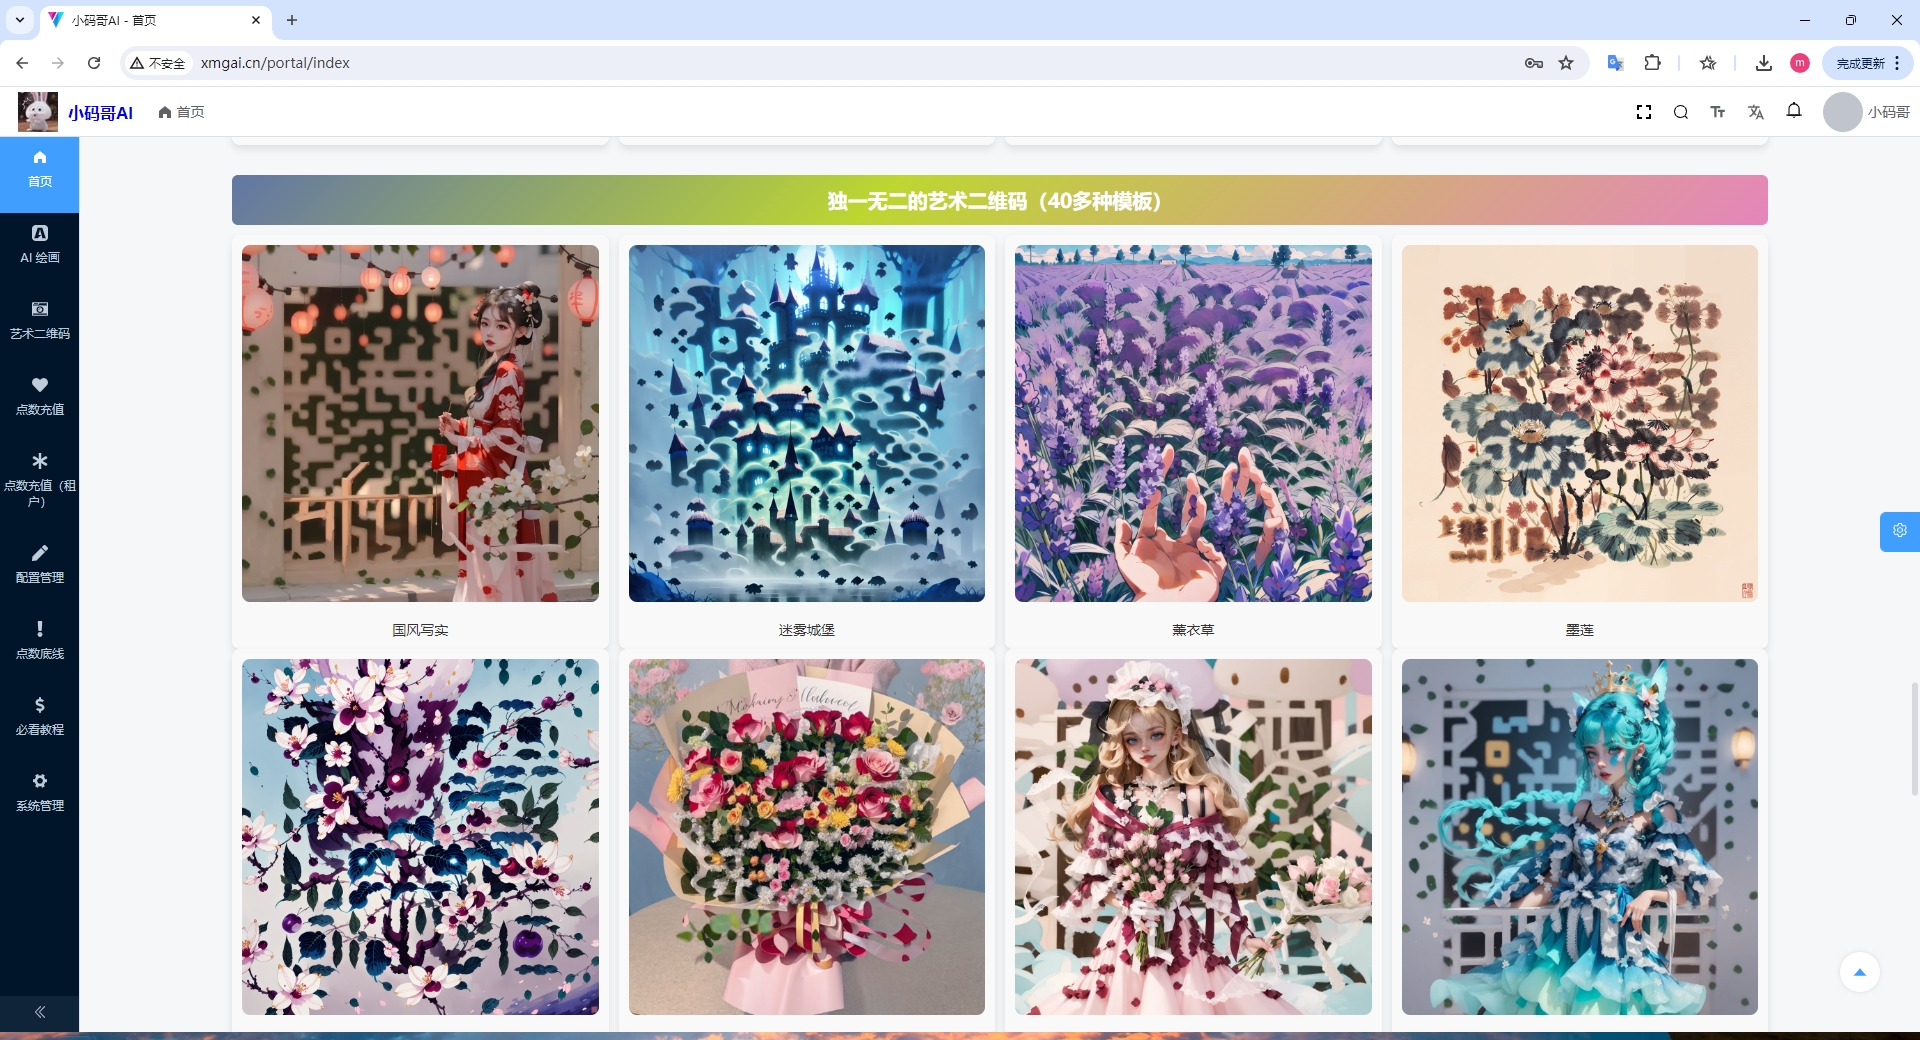 小码哥AI - 首页
不安全
xmgai.cn/portal/index
m
完成更新
小码哥AI
首页
小码哥
首页
AI 绘画
艺术二维码
点数充值
点数充值（租
户）
配置管理
点数底线
必看教程
系统管理
独一无二的艺术二维码（40多种模板）
国风写实
迷雾城堡
薰衣草
墨莲